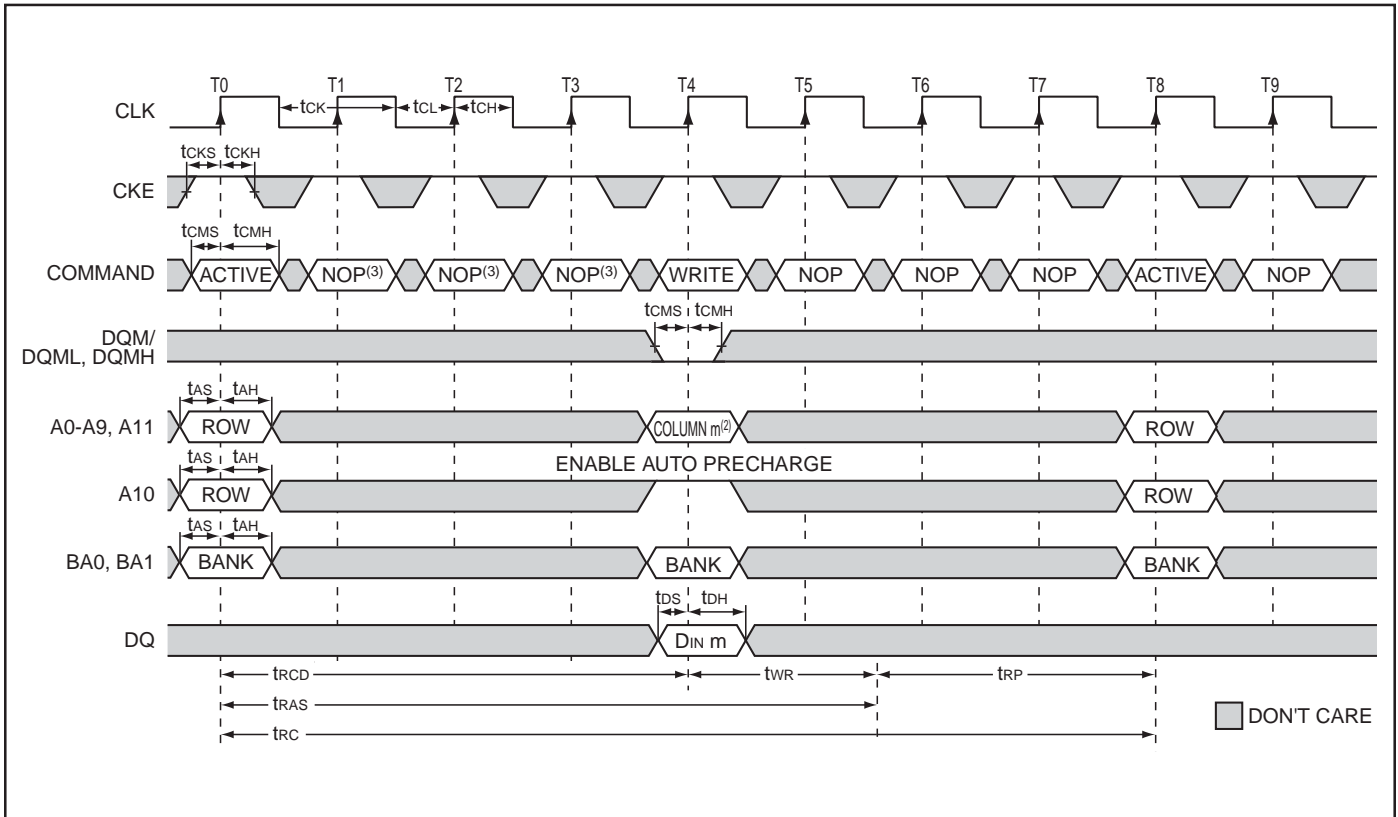 T0 T1 T2 T3 T4 T5 T6 T7 T8 T9
CLK
tCK tCL tCH
tCKS tCKH
CKE
tCMS tCMH
COMMAND ACTIVE NOP(3) NOP(3) NOP(3) WRITE NOP NOP NOP ACTIVE NOP
tCMS tCMH
DQM/
DQML, DQMH
tAS tAH
A0-A9, A11 ROW COLUMN m(2) ROW
ENABLE AUTO PRECHARGE
tAS tAH
A10 ROW ROW
tAS tAH
BA0, BA1 BANK BANK BANK
tDS tDH
DQ DIN m
tRCD tWR tRP
tRAS
tRC
DON'T CARE